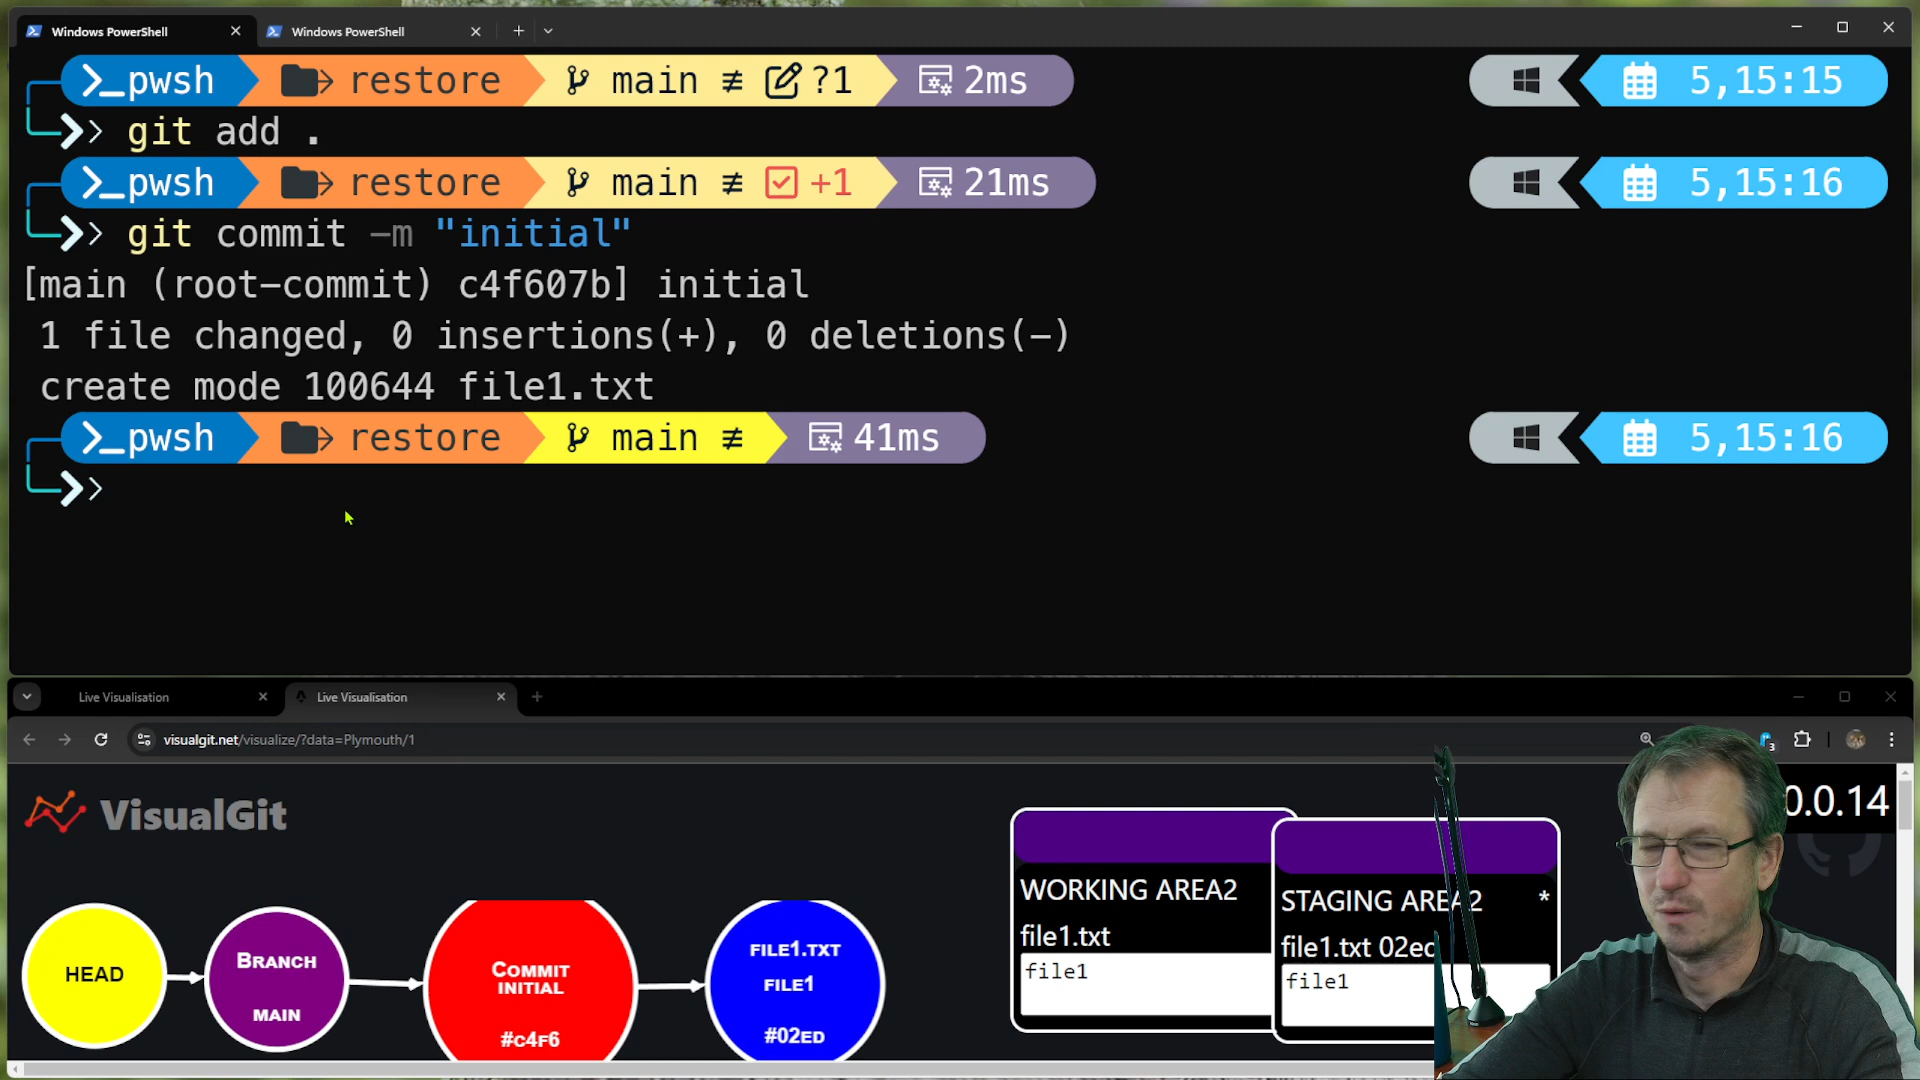 Windows PowerShell
Windows PowerShell
>_pwsh restore main ≢ ?1 2ms 5,15:15
git add .
>_pwsh restore main ≢ +1 21ms 5,15:16
git commit -m "initial"
[main (root-commit) c4f607b] initial
1 file changed, 0 insertions(+), 0 deletions(-)
create mode 100644 file1.txt
>_pwsh restore main ≢ 41ms 5,15:16
Live Visualisation
Live Visualisation
visualgit.net/visualize/?data=Plymouth/1
3
VisualGit
0.0.14
WORKING AREA2
file1.txt
file1
STAGING AREA2 *
file1.txt 02ed
file1
HEAD
BRANCH
MAIN
COMMIT
INITIAL
#C4F6
FILE1.TXT
FILE1
#02ED